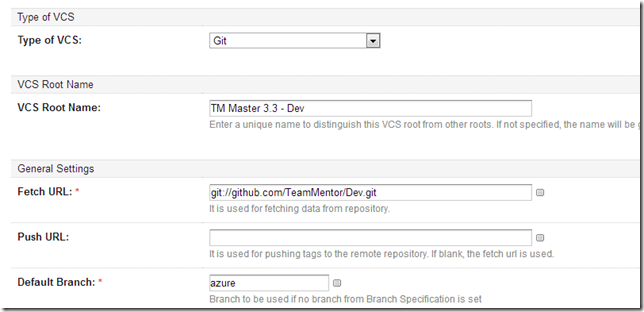 Type of VCS
Type of VCS: Git
VCS Root Name
VCS Root Name: TM Master 3.3 - Dev
Enter a unique name to distinguish this VCS root from other roots. If not specified, the name will be
General Settings
Fetch URL: * git://github.com/TeamMentor/Dev.git
It is used for fetching data from repository.
Push URL:
It is used for pushing tags to the remote repository. If blank, the fetch url is used.
Default Branch: * azure
Branch to be used if no branch from Branch Specification is set